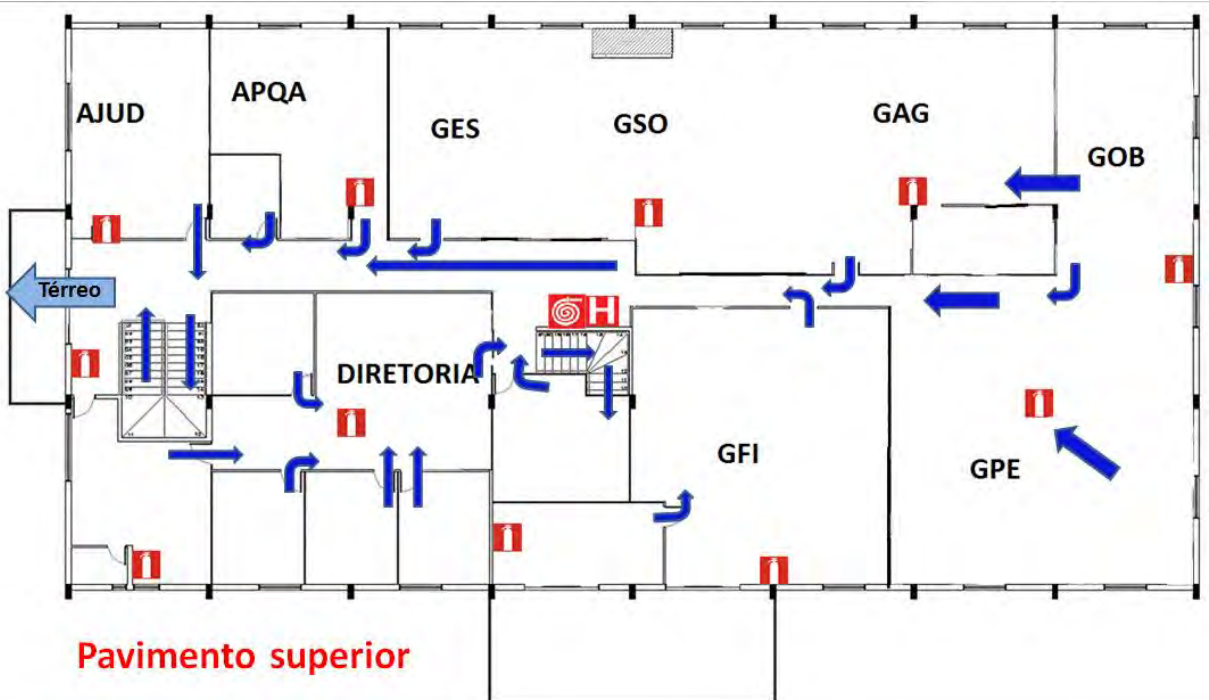 AJUD
APQA
GES
GSO
GAG
GOB
Térreo
H
DIRETORIA
GFI
GPE
Pavimento superior